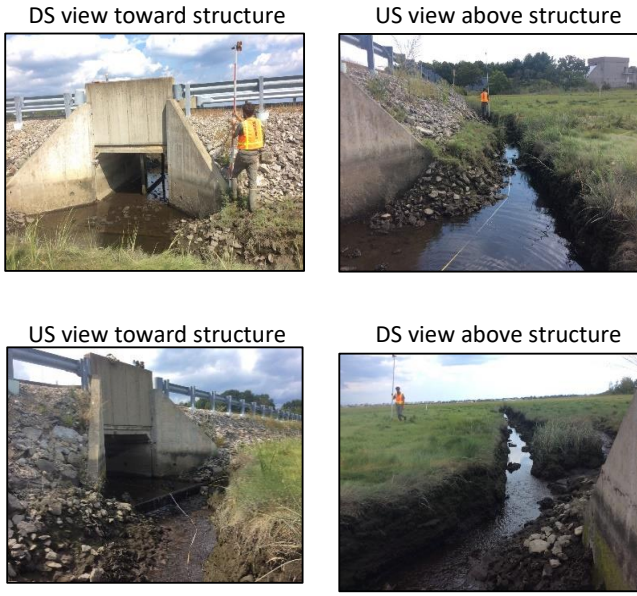 DS view toward structure
US view above structure
US view toward structure
DS view above structure